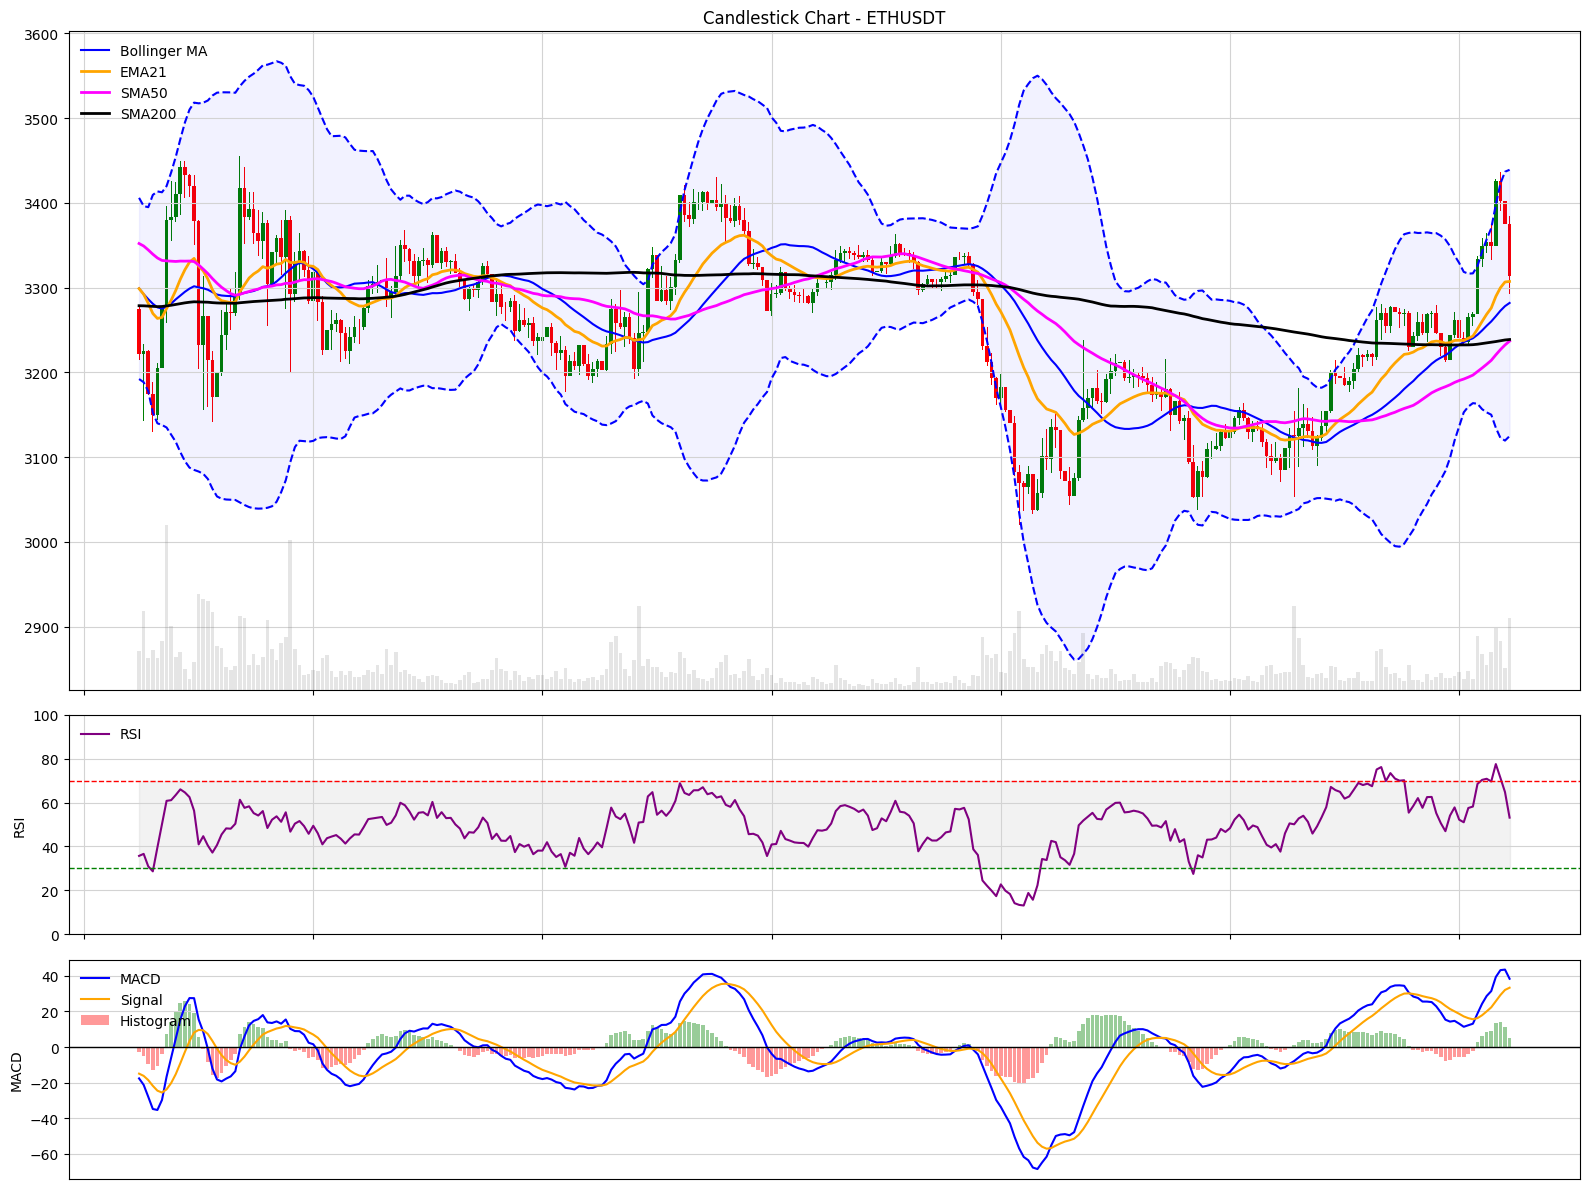 Candlestick Chart - ETHUSDT
3600
3500
3400
3300
3200
3100
3000
2900
Bollinger MA
EMA21
SMA50
SMA200
100
80
60
40
20
0
RSI
RSI
40
20
0
−20
−40
−60
MACD
MACD
Signal
Histogram